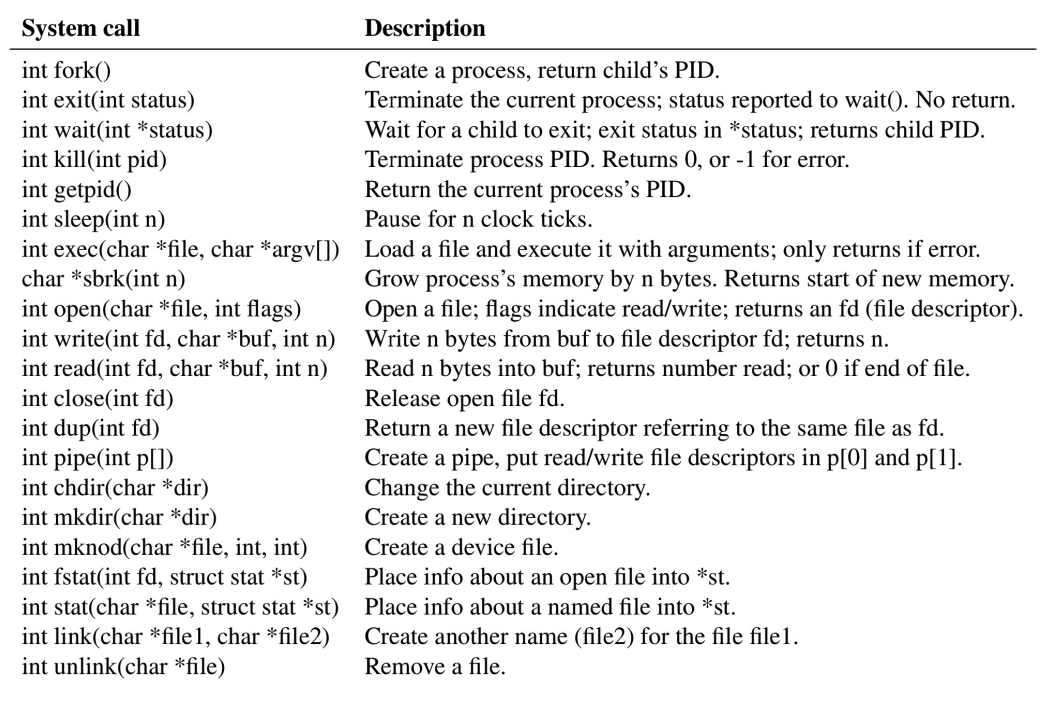 System call Description
int fork() Create a process, return child's PID.
int exit(int status) Terminate the current process; status reported to wait(). No return.
int wait(int *status) Wait for a child to exit; exit status in *status; returns child PID.
int kill(int pid) Terminate process PID. Returns 0, or -1 for error.
int getpid() Return the current process's PID.
int sleep(int n) Pause for n clock ticks.
int exec(char *file, char *argv[]) Load a file and execute it with arguments; only returns if error.
char *sbrk(int n) Grow process's memory by n bytes. Returns start of new memory.
int open(char *file, int flags) Open a file; flags indicate read/write; returns an fd (file descriptor).
int write(int fd, char *buf, int n) Write n bytes from buf to file descriptor fd; returns n.
int read(int fd, char *buf, int n) Read n bytes into buf; returns number read; or 0 if end of file.
int close(int fd) Release open file fd.
int dup(int fd) Return a new file descriptor referring to the same file as fd.
int pipe(int p[]) Create a pipe, put read/write file descriptors in p[0] and p[1].
int chdir(char *dir) Change the current directory.
int mkdir(char *dir) Create a new directory.
int mknod(char *file, int, int) Create a device file.
int fstat(int fd, struct stat *st) Place info about an open file into *st.
int stat(char *file, struct stat *st) Place info about a named file into *st.
int link(char *file1, char *file2) Create another name (file2) for the file file1.
int unlink(char *file) Remove a file.